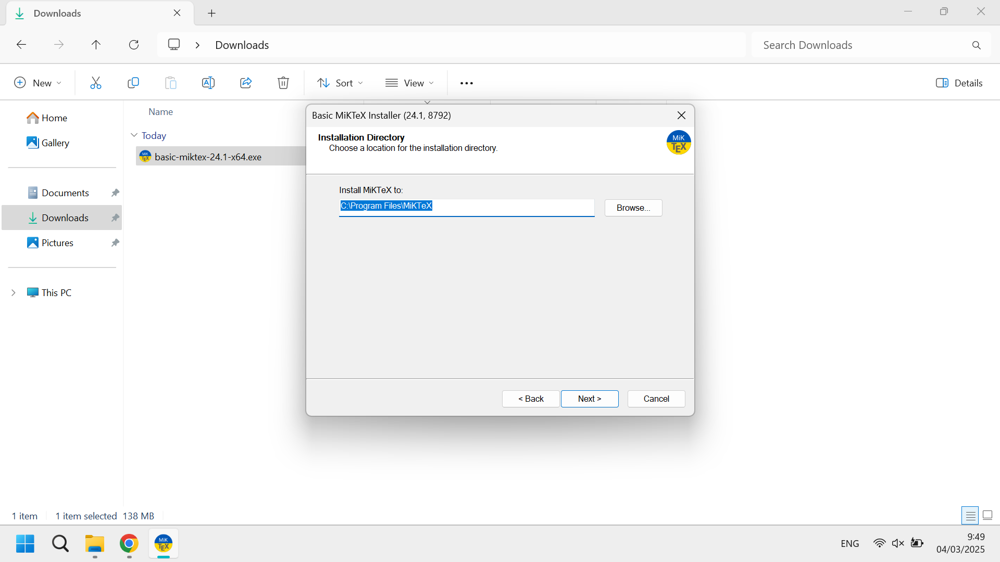 Downloads
Downloads
Search Downloads
New
Sort
View
Details
Home
Gallery
Documents
Downloads
Pictures
This PC
Name
Today
basic-miktex-24.1-x64.exe
Basic MiKTeX Installer (24.1, 8792)
Installation Directory
Choose a location for the installation directory.
MiK
TEX
Install MiKTeX to:
C:\Program Files\MiKTeX
Browse...
< Back
Next >
Cancel
1 item
1 item selected 138 MB
MiK
TEX
ENG
9:49
04/03/2025